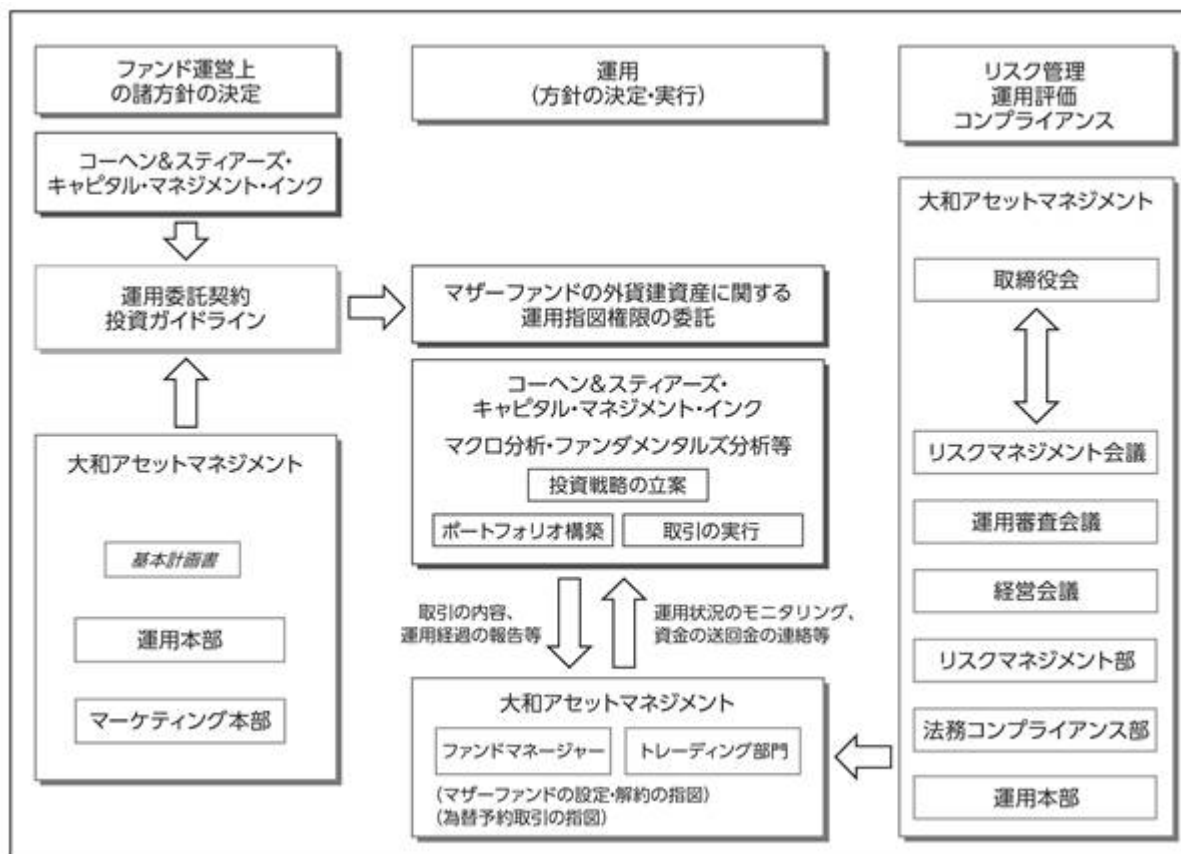 ファンド運営上
の諸方針の決定
コーヘン&スティアーズ・
キャピタル・マネジメント・インク
運用委託契約
投資ガイドライン
大和アセットマネジメント
基本計画書
運用本部
マーケティング本部
運用
(方針の決定・実行)
マザーファンドの外貨建資産に関する
運用指図権限の委託
コーヘン&スティアーズ・
キャピタル・マネジメント・インク
マクロ分析・ファンダメンタルズ分析等
投資戦略の立案
ポートフォリオ構築
取引の実行
取引の内容、
運用経過の報告等
運用状況のモニタリング、
資金の送回金の連絡等
大和アセットマネジメント
ファンドマネージャー
トレーディング部門
(マザーファンドの設定・解約の指図)
(為替予約取引の指図)
リスク管理
運用評価
コンプライアンス
大和アセットマネジメント
取締役会
リスクマネジメント会議
運用審査会議
経営会議
リスクマネジメント部
法務コンプライアンス部
運用本部